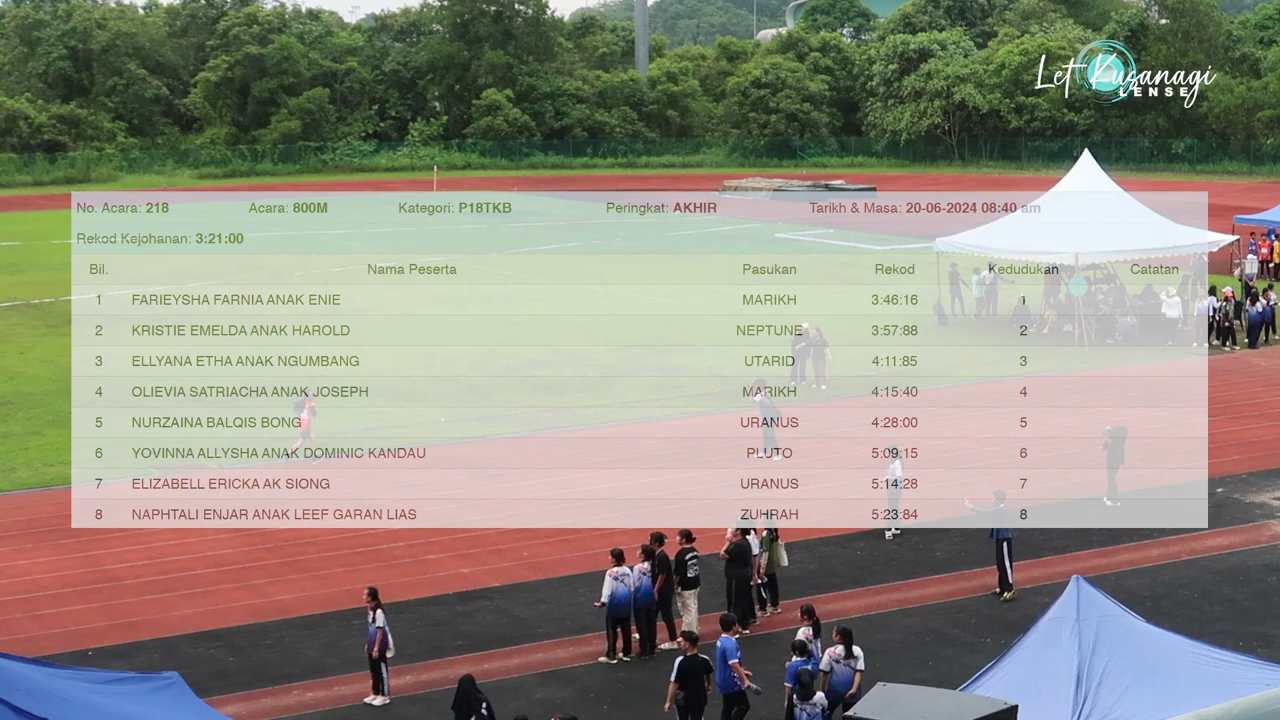 Let Kusanagi
LENSE
No. Acara: 218 Acara: 800M Kategori: P18TKB Peringkat: AKHIR Tarikh & Masa: 20-06-2024 08:40 am
Rekod Kejohanan: 3:21:00
Bil. Nama Peserta Pasukan Rekod Kedudukan Catatan
1 FARIEYSHA FARNIA ANAK ENIE MARIKH 3:46:16 1
2 KRISTIE EMELDA ANAK HAROLD NEPTUNE 3:57:88 2
3 ELLYANA ETHA ANAK NGUMBANG UTARID 4:11:85 3
4 OLIEVIA SATRIACHA ANAK JOSEPH MARIKH 4:15:40 4
5 NURZAINA BALQIS BONG URANUS 4:28:00 5
6 YOVINNA ALLYSHA ANAK DOMINIC KANDAU PLUTO 5:09:15 6
7 ELIZABELL ERICKA AK SIONG URANUS 5:14:28 7
8 NAPHTALI ENJAR ANAK LEEF GARAN LIAS ZUHRAH 5:23:84 8